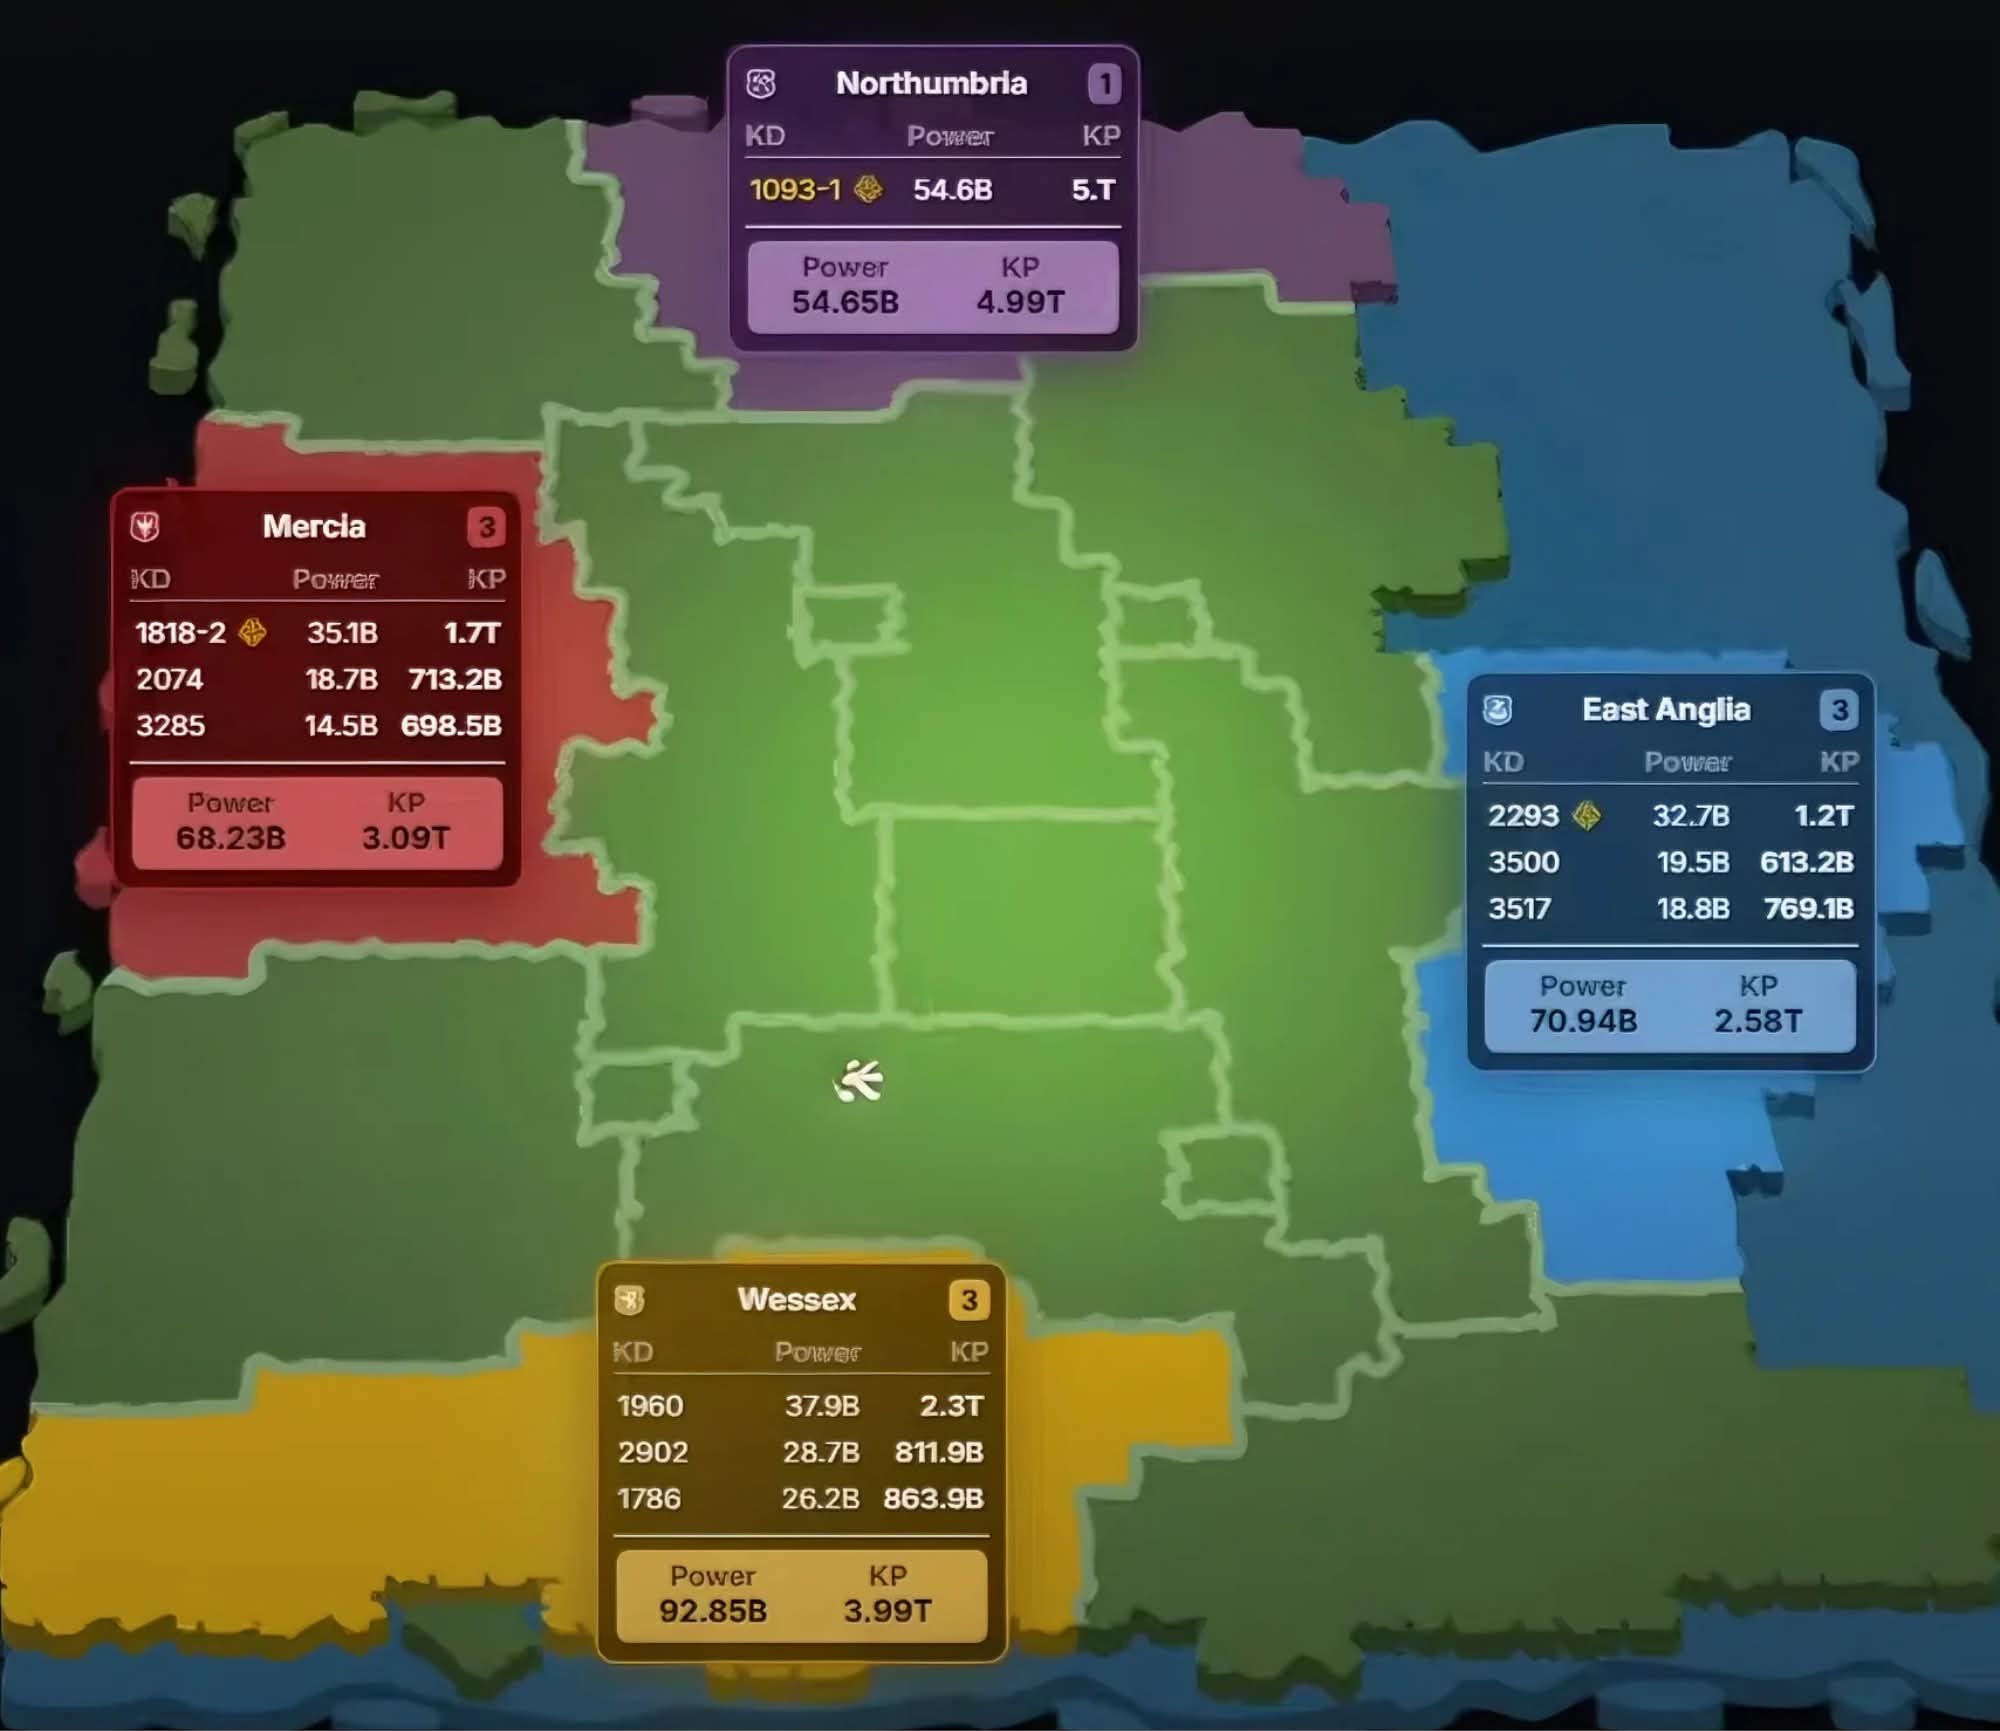 Northumbria 1
KD Power KP
1093-1 54.6B 5.T
Power KP
54.65B 4.99T
Mercia 3
KD Power KP
1818-2 35.1B 1.7T
2074 18.7B 713.2B
3285 14.5B 698.5B
Power KP
68.23B 3.09T
East Anglia 3
KD Power KP
2293 32.7B 1.2T
3500 19.5B 613.2B
3517 18.8B 769.1B
Power KP
70.94B 2.58T
Wessex 3
KD Power KP
1960 37.9B 2.3T
2902 28.7B 811.9B
1786 26.2B 863.9B
Power KP
92.85B 3.99T